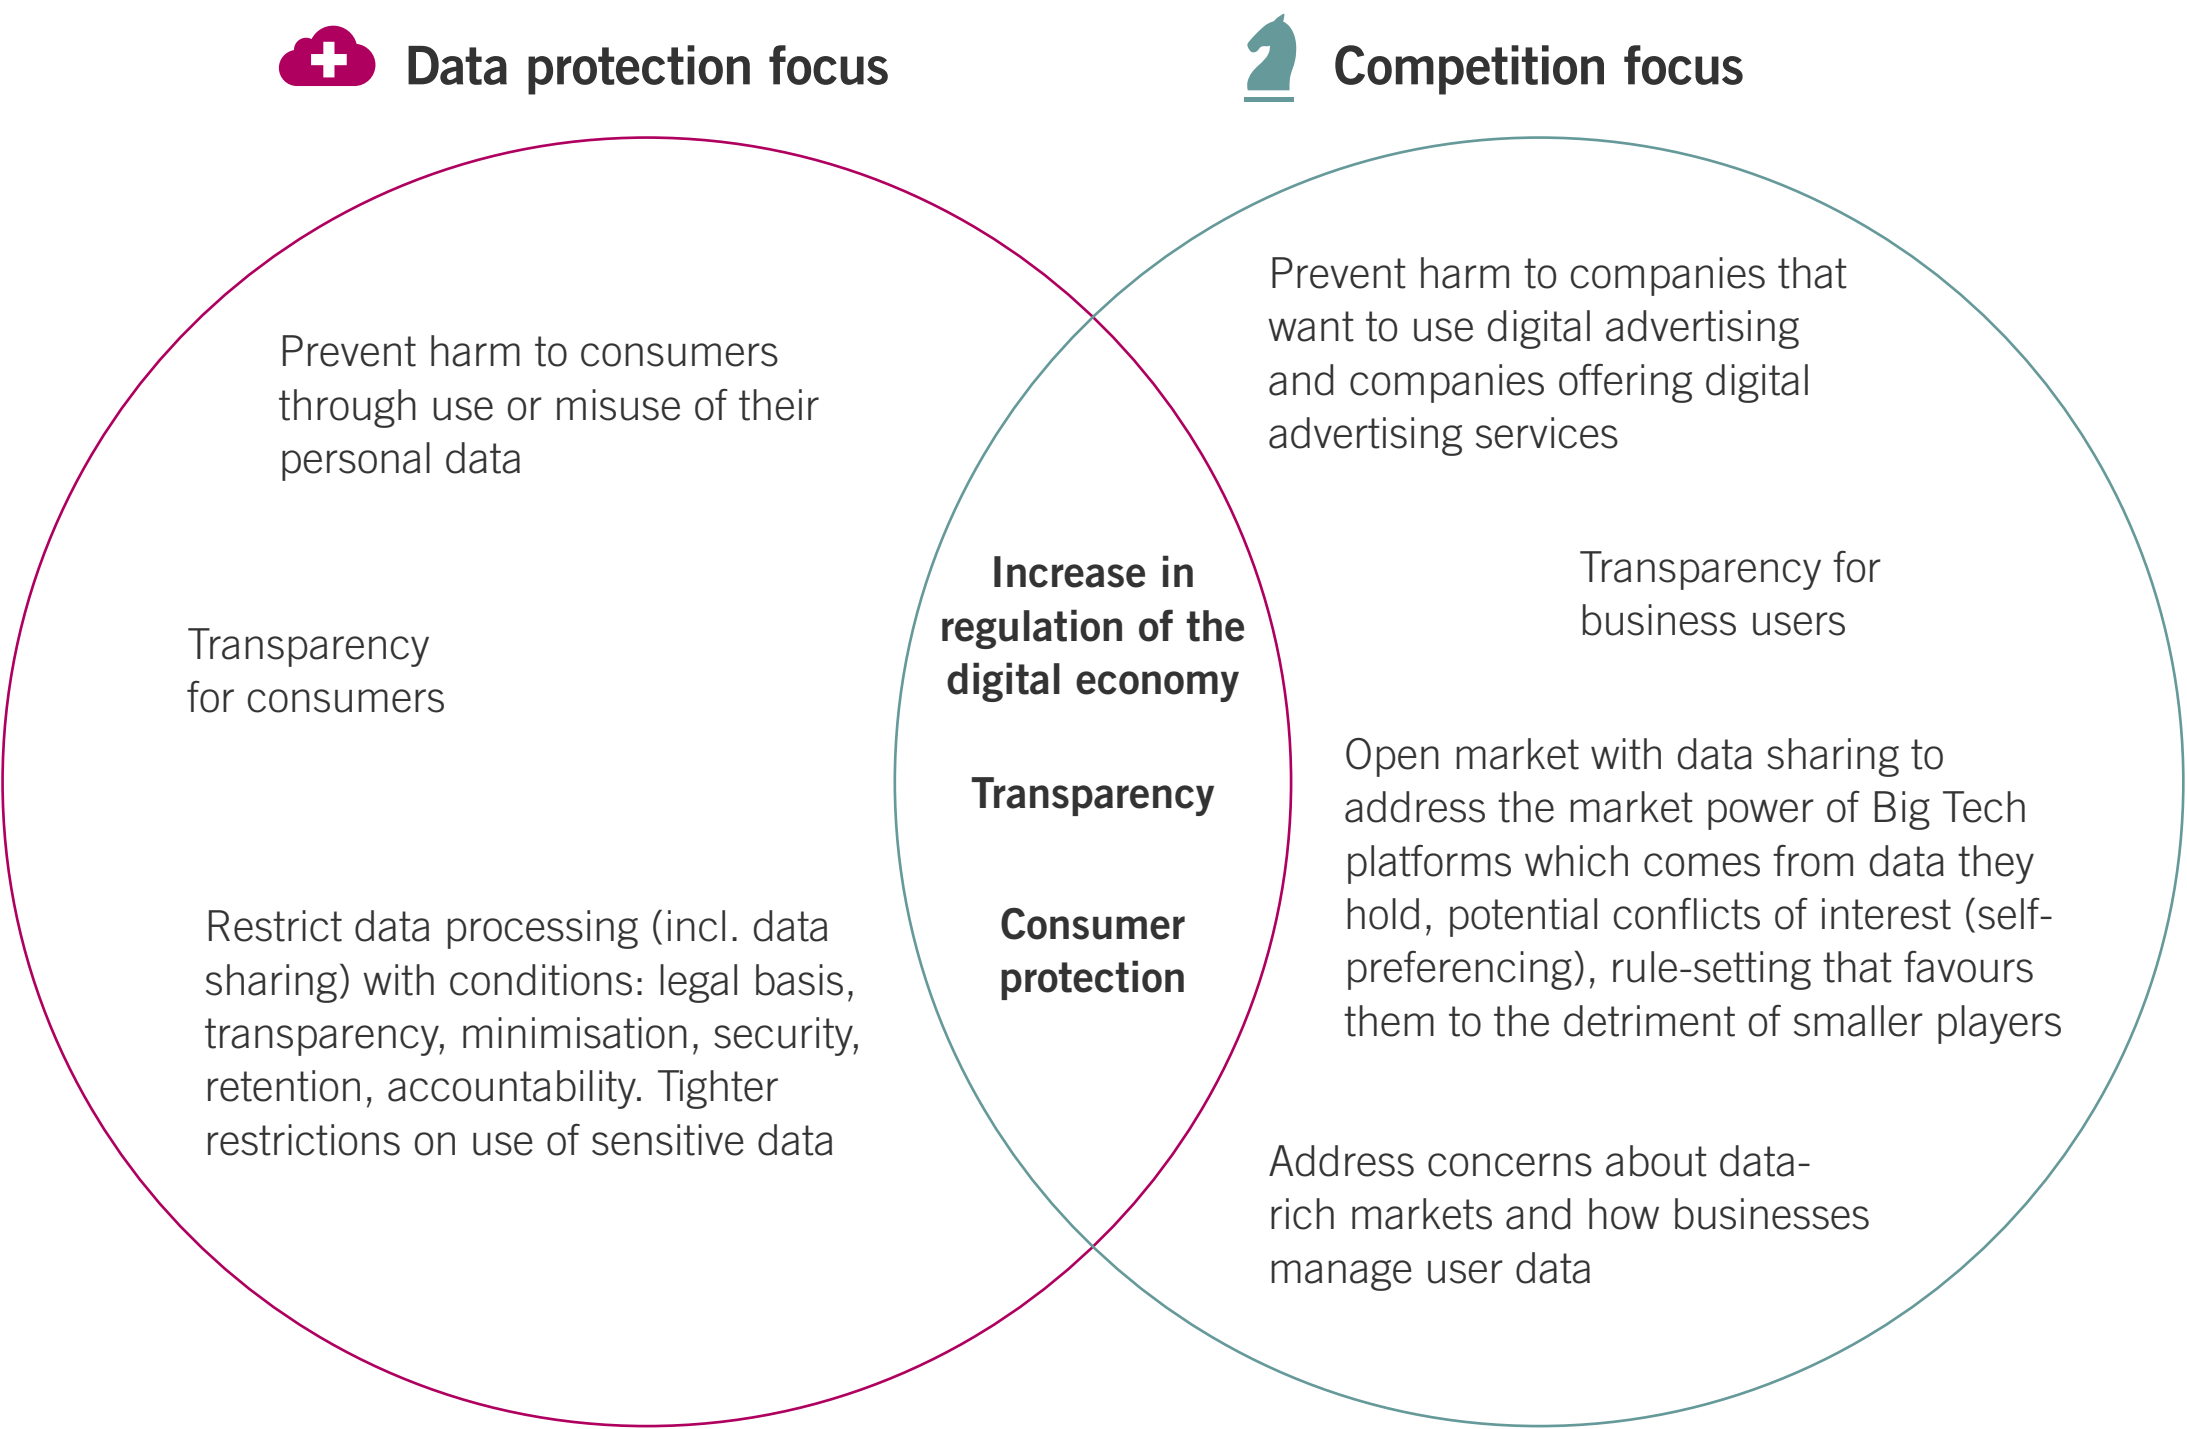 Data protection focus
Competition focus
Prevent harm to consumers
through use or misuse of their
personal data
Transparency
for consumers
Restrict data processing (incl. data
sharing) with conditions: legal basis,
transparency, minimisation, security,
retention, accountability. Tighter
restrictions on use of sensitive data
Increase in
regulation of the
digital economy
Transparency
Consumer
protection
Prevent harm to companies that
want to use digital advertising
and companies offering digital
advertising services
Transparency for
business users
Open market with data sharing to
address the market power of Big Tech
platforms which comes from data they
hold, potential conflicts of interest (self-
preferencing), rule-setting that favours
them to the detriment of smaller players
Address concerns about data-
rich markets and how businesses
manage user data